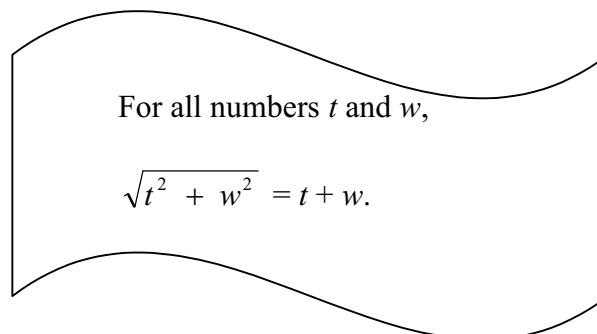 For all numbers t and w,
√(t² + w²) = t + w.